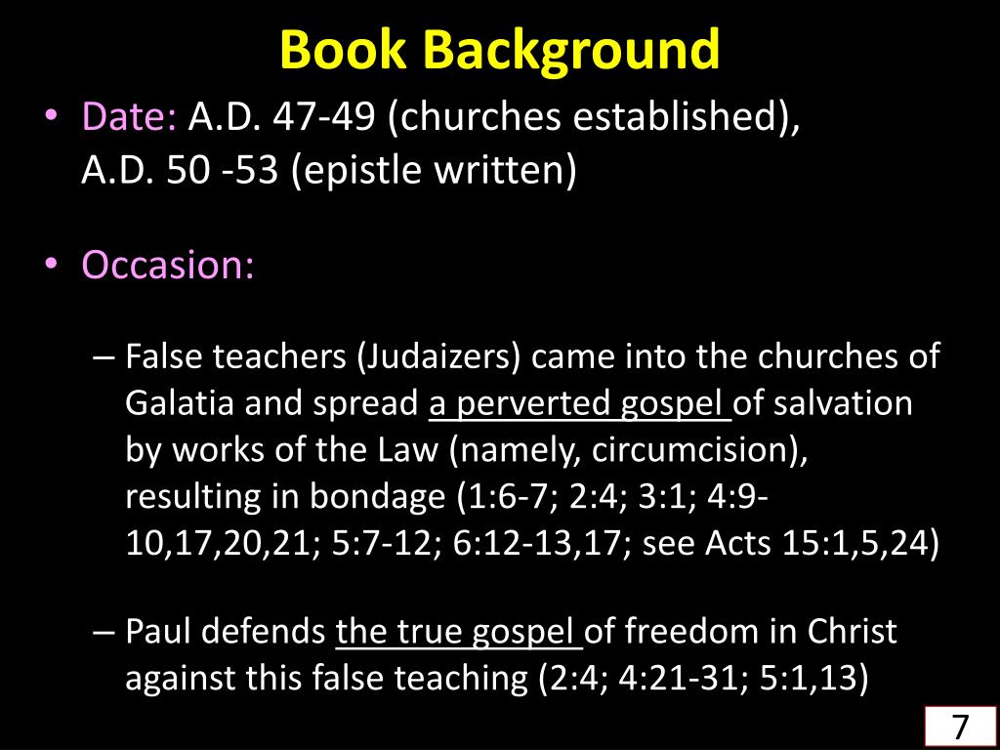 Book Background
• Date: A.D. 47-49 (churches established),
A.D. 50 -53 (epistle written)
• Occasion:
– False teachers (Judaizers) came into the churches of
Galatia and spread a perverted gospel of salvation
by works of the Law (namely, circumcision),
resulting in bondage (1:6-7; 2:4; 3:1; 4:9-
10,17,20,21; 5:7-12; 6:12-13,17; see Acts 15:1,5,24)
– Paul defends the true gospel of freedom in Christ
against this false teaching (2:4; 4:21-31; 5:1,13)
7